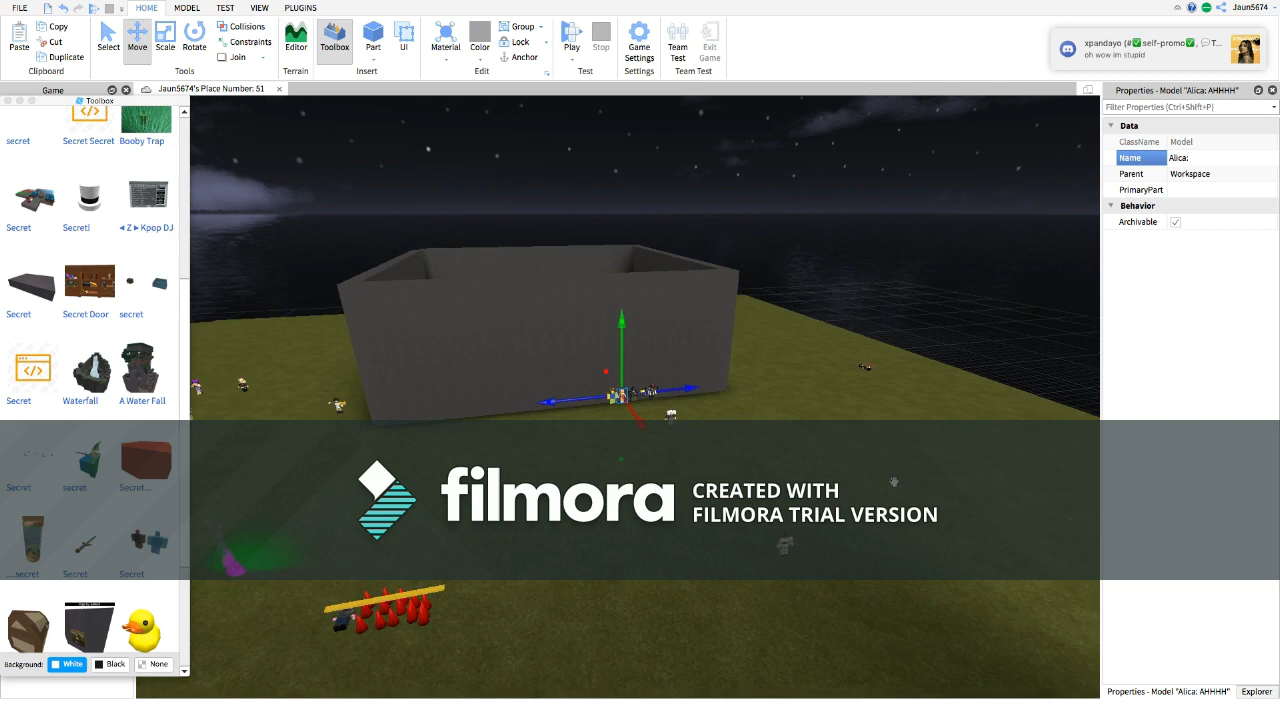 FILE HOME MODEL TEST VIEW PLUGINS Jaun5674
Paste Copy Cut Duplicate Clipboard
Select Move Scale Rotate Collisions Constraints Join Tools
Editor Terrain
Toolbox Part UI Insert
Material Color Group Lock Anchor Edit
Play Stop Test
Game Settings Settings
Team Test Exit Game Team Test
xpandayo (#✅self-promo✅, 💬T...
oh wow im stupid
Game
Jaun5674's Place Number: 51
Toolbox
secret Secret Secret Booby Trap
Secret Secret! ◄ Z ► Kpop DJ
Secret Secret Door secret
Secret Waterfall A Water Fall
Secret secret Secret...
....secret Secret Secret
Background: White Black None
Properties - Model "Alica: AHHHH"
Filter Properties (Ctrl+Shift+P)
Data
ClassName Model
Name Alica:
Parent Workspace
PrimaryPart
Behavior
Archivable
filmora
CREATED WITH
FILMORA TRIAL VERSION
Properties - Model "Alica: AHHHH" Explorer